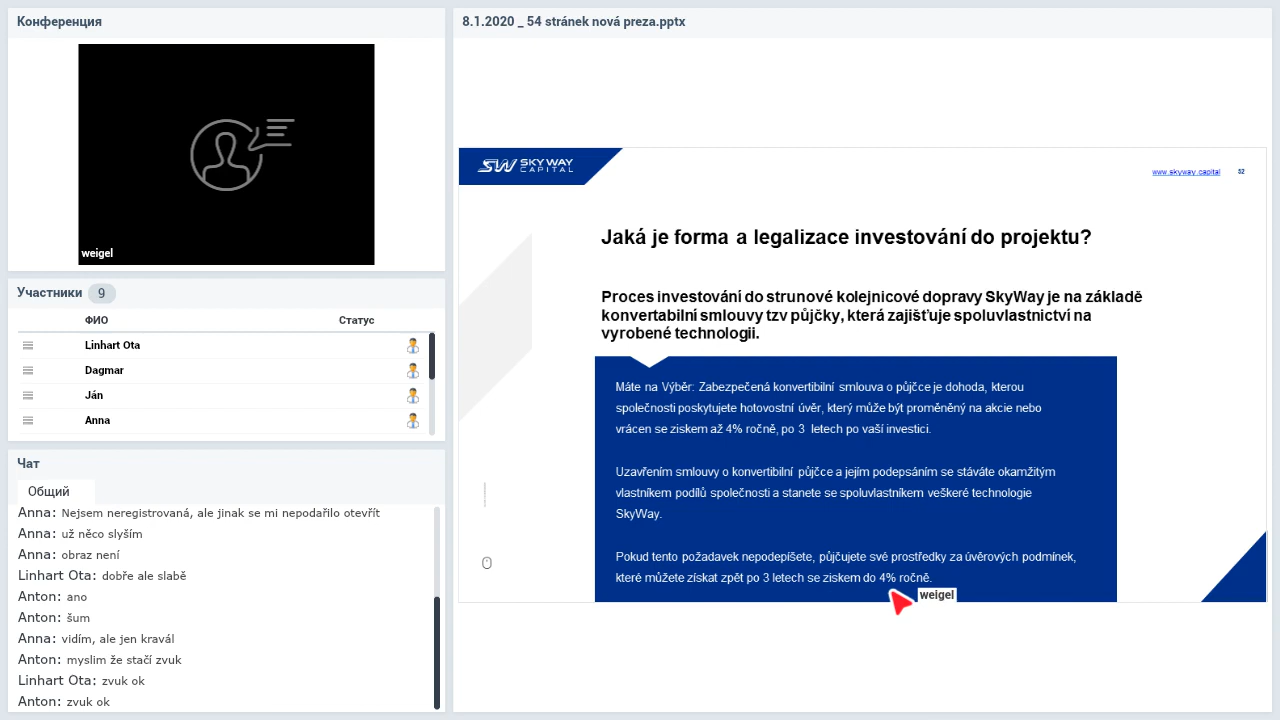 Конференция
weigel
Участники 9
ФИО Статус
Linhart Ota
Dagmar
Ján
Anna
Чат
Общий
Anna: Nejsem neregistrovaná, ale jinak se mi nepodařilo otevřít
Anna: už něco slyším
Anna: obraz není
Linhart Ota: dobře ale slabě
Anton: ano
Anton: šum
Anna: vidím, ale jen kravál
Anton: myslim že stačí zvuk
Linhart Ota: zvuk ok
Anton: zvuk ok
8.1.2020 _ 54 stránek nová preza.pptx
SW SKY WAY
CAPITAL
www.skyway.capital 52
Jaká je forma a legalizace investování do projektu?
Proces investování do strunové kolejnicové dopravy SkyWay je na základě
konvertabilní smlouvy tzv půjčky, která zajišťuje spoluvlastnictví na
vyrobené technologii.
Máte na Výběr: Zabezpečená konvertibilní smlouva o půjčce je dohoda, kterou
společnosti poskytujete hotovostní úvěr, který může být proměněný na akcie nebo
vrácen se ziskem až 4% ročně, po 3 letech po vaší investici.
Uzavřením smlouvy o konvertibilní půjčce a jejím podepsáním se stáváte okamžitým
vlastníkem podílů společnosti a stanete se spoluvlastníkem veškeré technologie
SkyWay.
Pokud tento požadavek nepodepíšete, půjčujete své prostředky za úvěrových podmínek,
které můžete získat zpět po 3 letech se ziskem do 4% ročně.
weigel